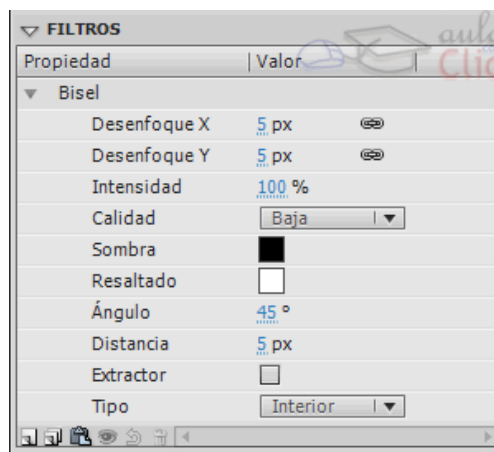 FILTROS
Propiedad Valor
Bisel
Desenfoque X 5 px
Desenfoque Y 5 px
Intensidad 100 %
Calidad Baja
Sombra
Resaltado
Ángulo 45 °
Distancia 5 px
Extractor
Tipo Interior